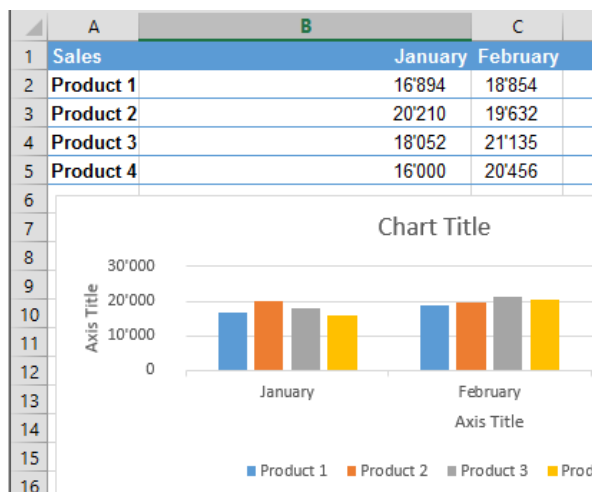 A B C
1 Sales January February
2 Product 1 16'894 18'854
3 Product 2 20'210 19'632
4 Product 3 18'052 21'135
5 Product 4 16'000 20'456
6
7 Chart Title
8
30'000
9
20'000
10
Axis Title
10'000
11
12 0
January February
13
14 Axis Title
15
Product 1 Product 2 Product 3 Prod
16